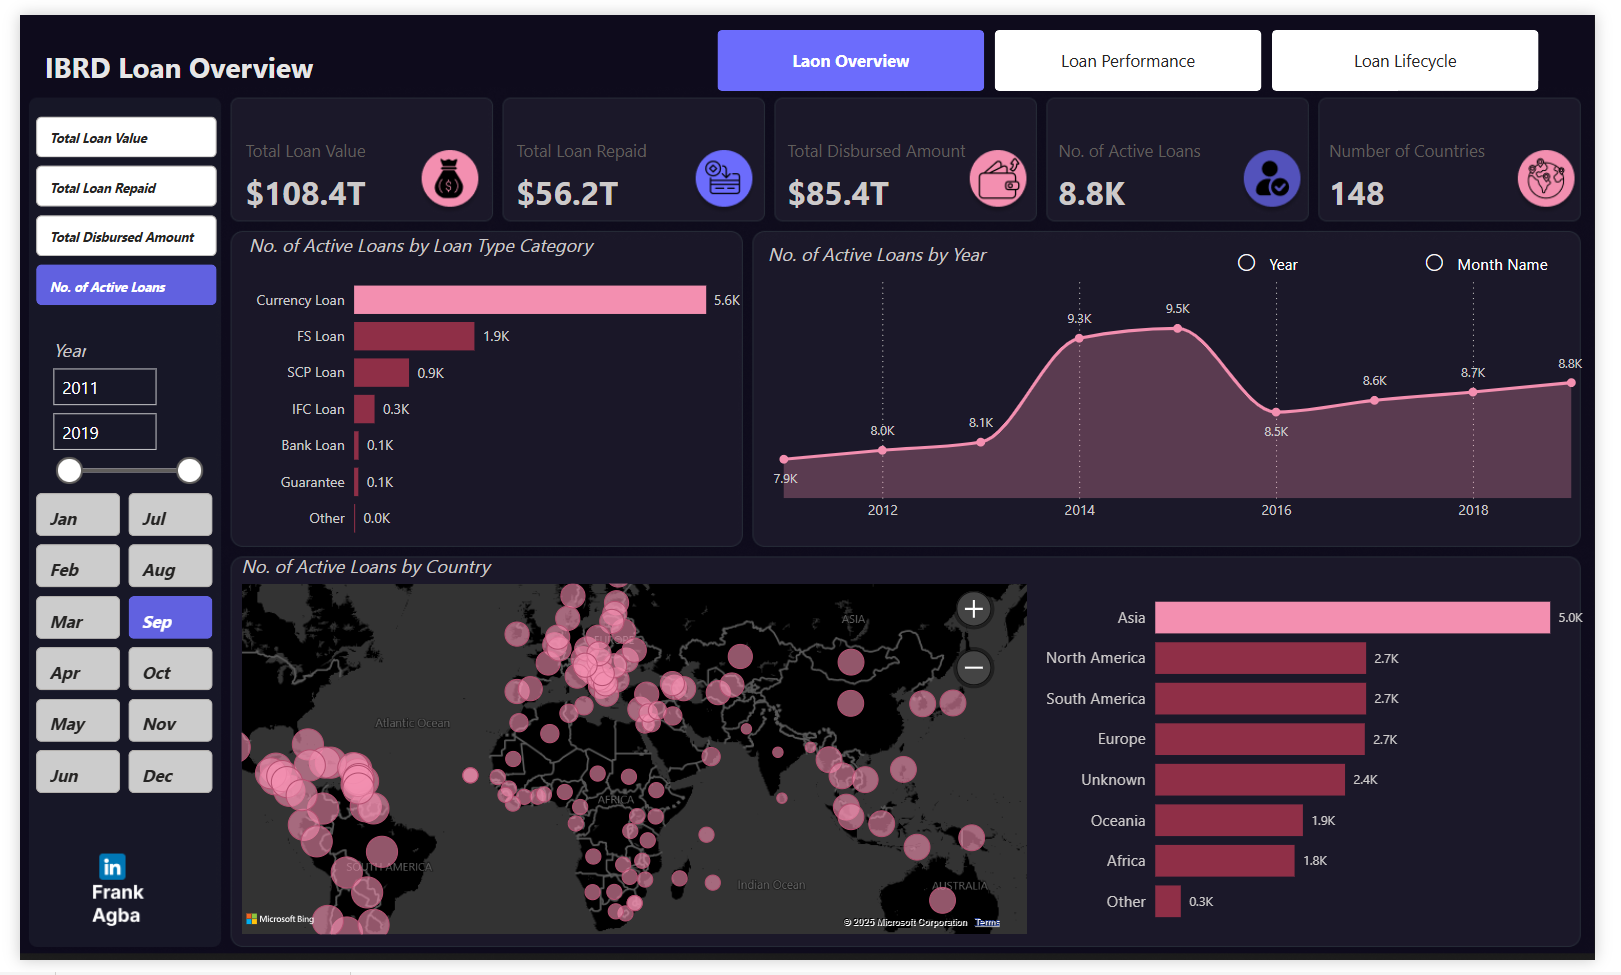 IBRD Loan Overview
Laon Overview
Loan Performance
Loan Lifecycle
Total Loan Value
Total Loan Repaid
Total Disbursed Amount
No. of Active Loans
Year
2011
2019
Jan
Jul
Feb
Aug
Mar
Sep
Apr
Oct
May
Nov
Jun
Dec
in
Frank
Agba
Total Loan Value
$108.4T
Total Loan Repaid
$56.2T
Total Disbursed Amount
$85.4T
No. of Active Loans
8.8K
Number of Countries
148
No. of Active Loans by Loan Type Category
Currency Loan 5.6K
FS Loan 1.9K
SCP Loan 0.9K
IFC Loan 0.3K
Bank Loan 0.1K
Guarantee 0.1K
Other 0.0K
No. of Active Loans by Year
Year
Month Name
7.9K
8.0K
8.1K
9.3K
9.5K
8.5K
8.6K
8.7K
8.8K
2012 2014 2016 2018
No. of Active Loans by Country
ASIA
EUROPE
Atlantic Ocean
AFRICA
SOUTH AMERICA
Indian Ocean
AUSTRALIA
Microsoft Bing
© 2025 Microsoft Corporation Terms
Asia 5.0K
North America 2.7K
South America 2.7K
Europe 2.7K
Unknown 2.4K
Oceania 1.9K
Africa 1.8K
Other 0.3K